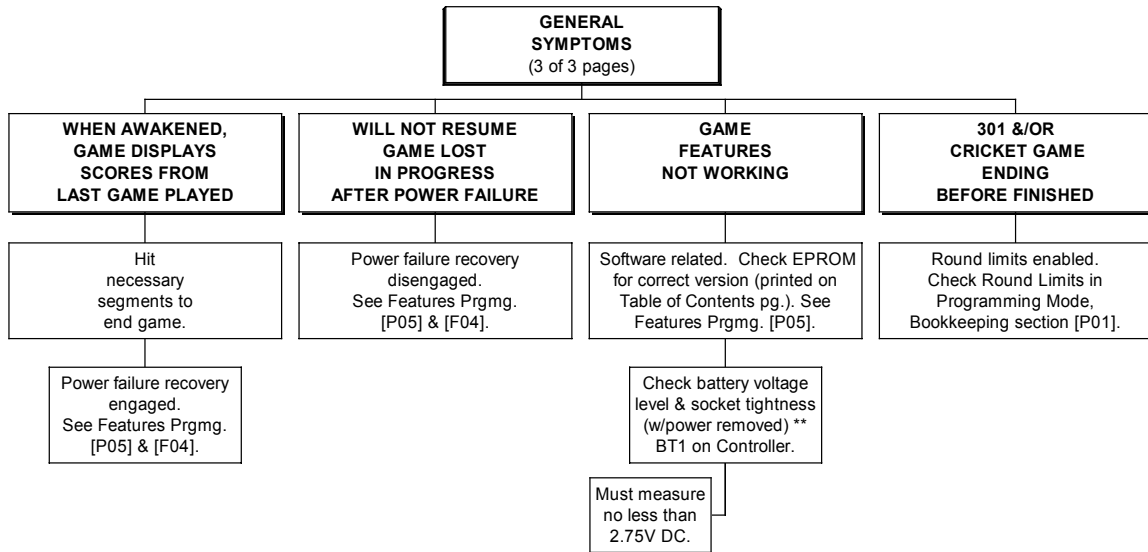 GENERAL
SYMPTOMS
(3 of 3 pages)
WHEN AWAKENED,
GAME DISPLAYS
SCORES FROM
LAST GAME PLAYED
Hit
necessary
segments to
end game.
Power failure recovery
engaged.
See Features Prgmg.
[P05] & [F04].
WILL NOT RESUME
GAME LOST
IN PROGRESS
AFTER POWER FAILURE
Power failure recovery
disengaged.
See Features Prgmg.
[P05] & [F04].
GAME
FEATURES
NOT WORKING
Software related. Check EPROM
for correct version (printed on
Table of Contents pg.). See
Features Prgmg. [P05].
Check battery voltage
level & socket tightness
(w/power removed) **
BT1 on Controller.
Must measure
no less than
2.75V DC.
301 &/OR
CRICKET GAME
ENDING
BEFORE FINISHED
Round limits enabled.
Check Round Limits in
Programming Mode,
Bookkeeping section [P01].